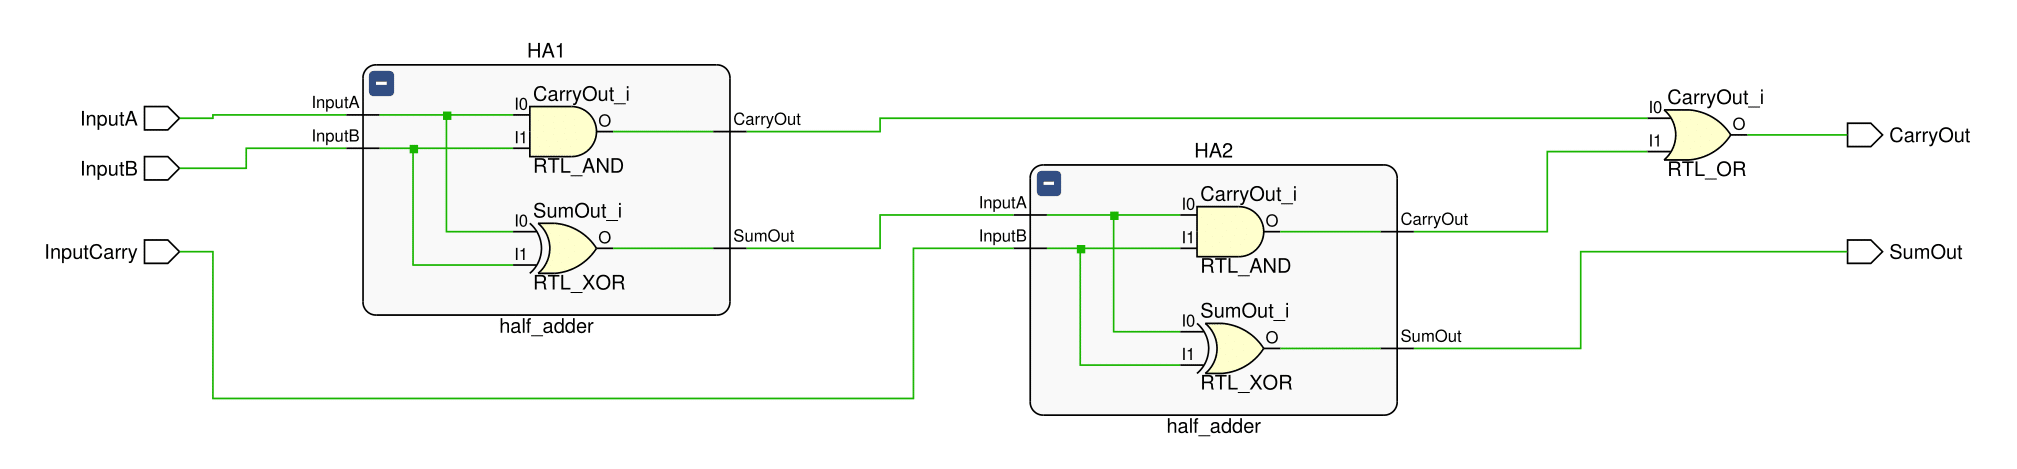 HA1
InputA
InputB
InputCarry
InputA
InputB
I0
I1
CarryOut_i
O
RTL_AND
CarryOut
I0
I1
SumOut_i
O
RTL_XOR
SumOut
half_adder
HA2
InputA
InputB
I0
I1
CarryOut_i
O
RTL_AND
CarryOut
I0
I1
SumOut_i
O
RTL_XOR
SumOut
half_adder
I0
I1
CarryOut_i
O
RTL_OR
CarryOut
SumOut